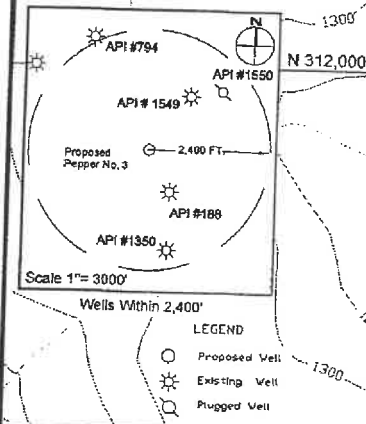 1300
N
API #794
N 312,000
API #1550
API # 1549
Proposed
Pepper No. 3
2,400 FT.
API #188
API #1350
Scale 1"= 3000'
Wells Within 2,400'
LEGEND
Proposed Well
1300
Existing Well
Plugged Well